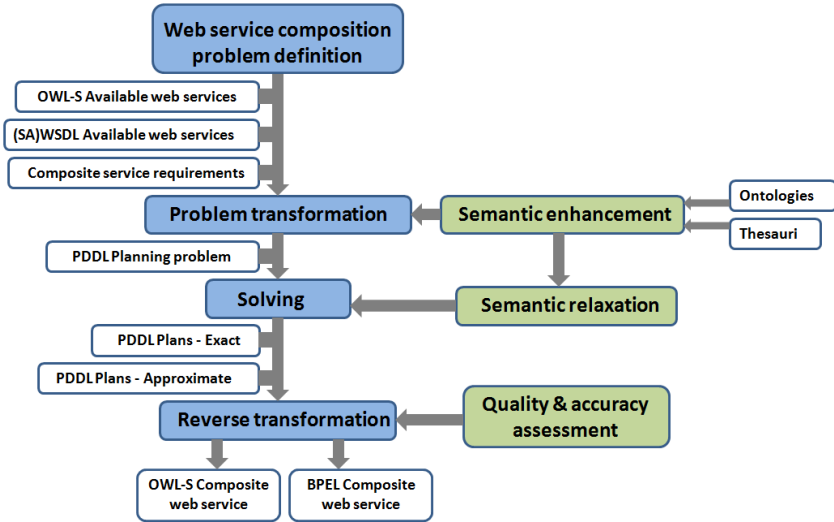 Web service composition
problem definition
OWL-S Available web services
(SA)WSDL Available web services
Composite service requirements
Problem transformation
Semantic enhancement
Ontologies
Thesauri
PDDL Planning problem
Solving
Semantic relaxation
PDDL Plans - Exact
PDDL Plans - Approximate
Reverse transformation
Quality & accuracy
assessment
OWL-S Composite
web service
BPEL Composite
web service